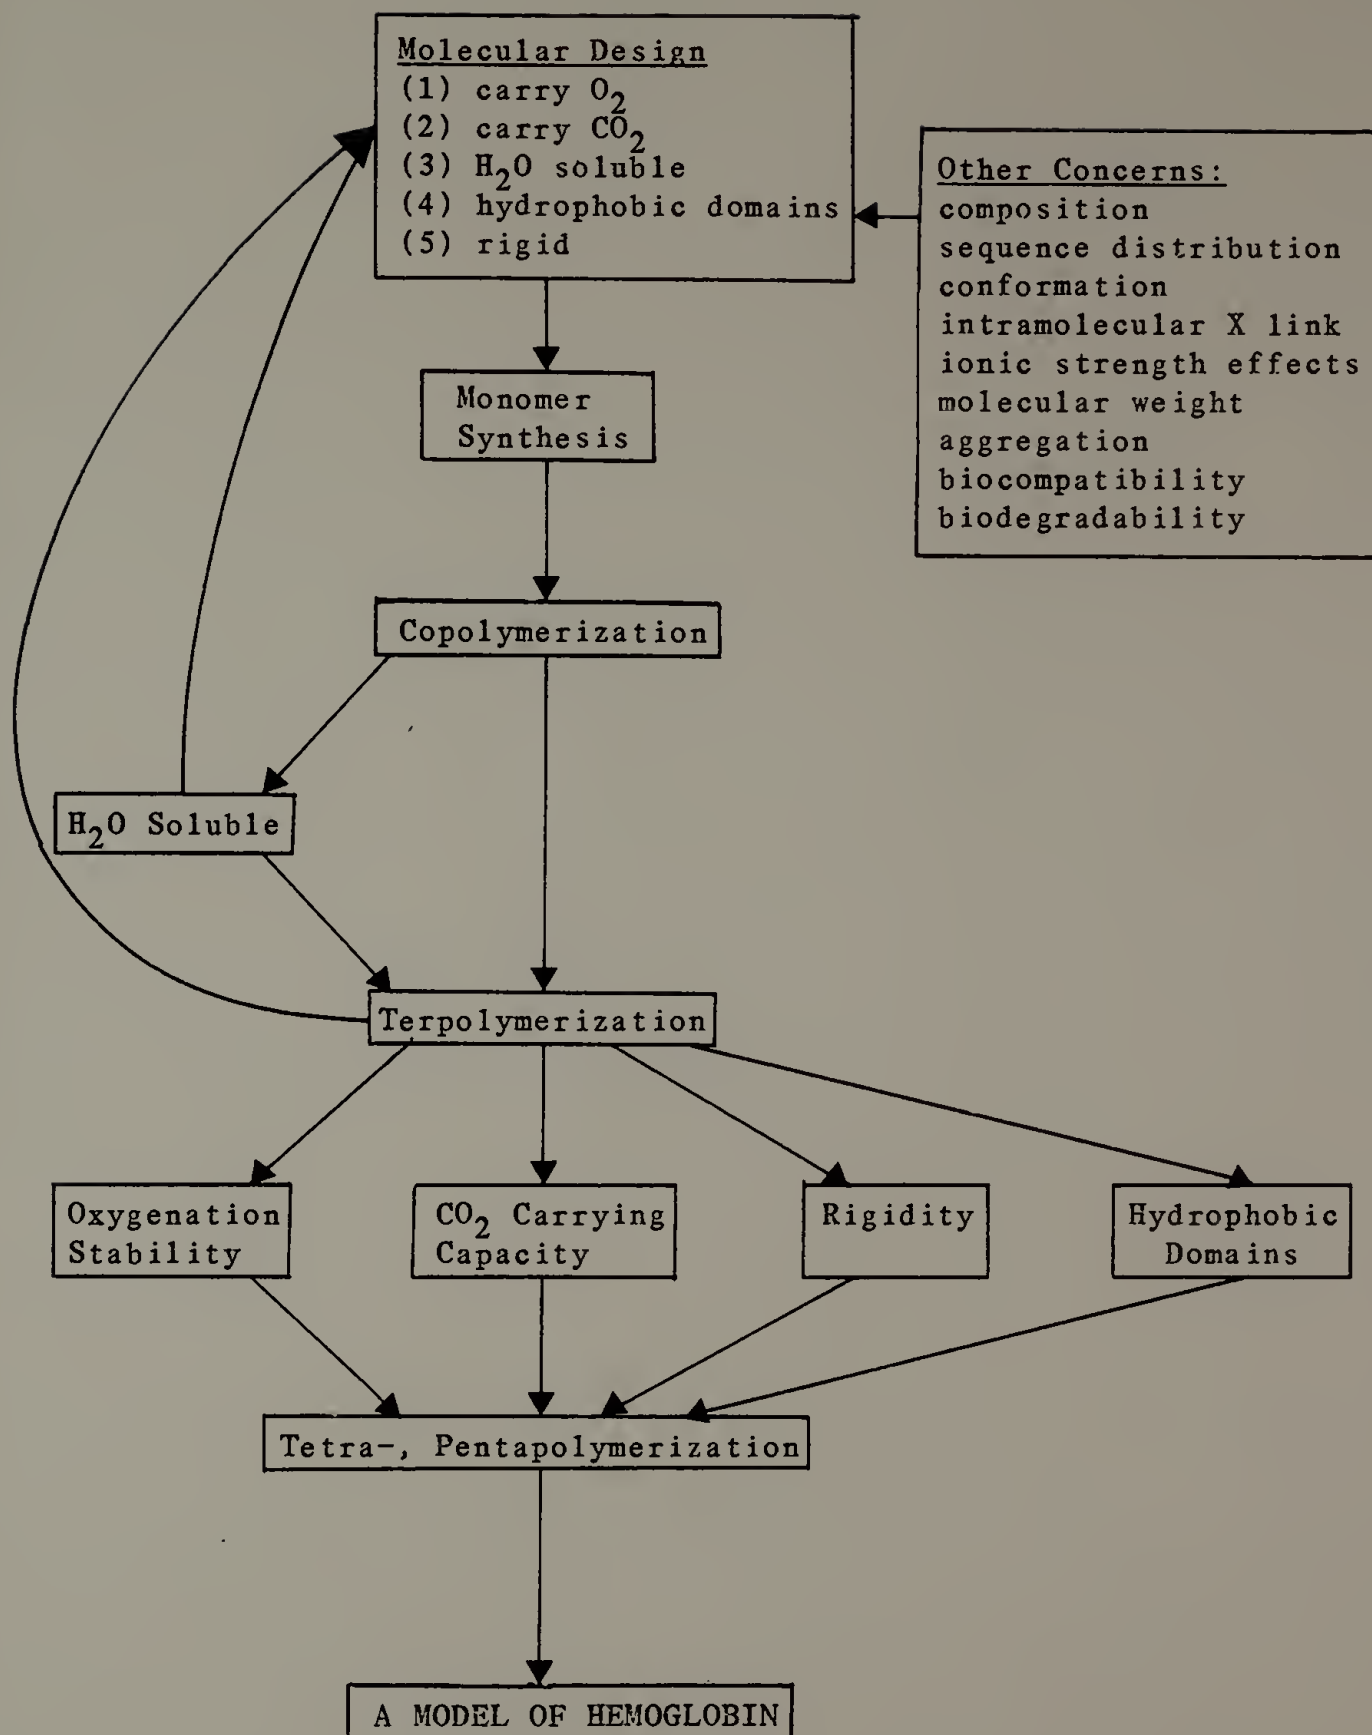 Molecular Design
(1) carry O2
(2) carry CO2
(3) H2O soluble
(4) hydrophobic domains
(5) rigid
Other Concerns:
composition
sequence distribution
conformation
intramolecular X link
ionic strength effects
molecular weight
aggregation
biocompatibility
biodegradability
Monomer
Synthesis
Copolymerization
H2O Soluble
Terpolymerization
Oxygenation
Stability
CO2 Carrying
Capacity
Rigidity
Hydrophobic
Domains
Tetra-, Pentapolymerization
A MODEL OF HEMOGLOBIN